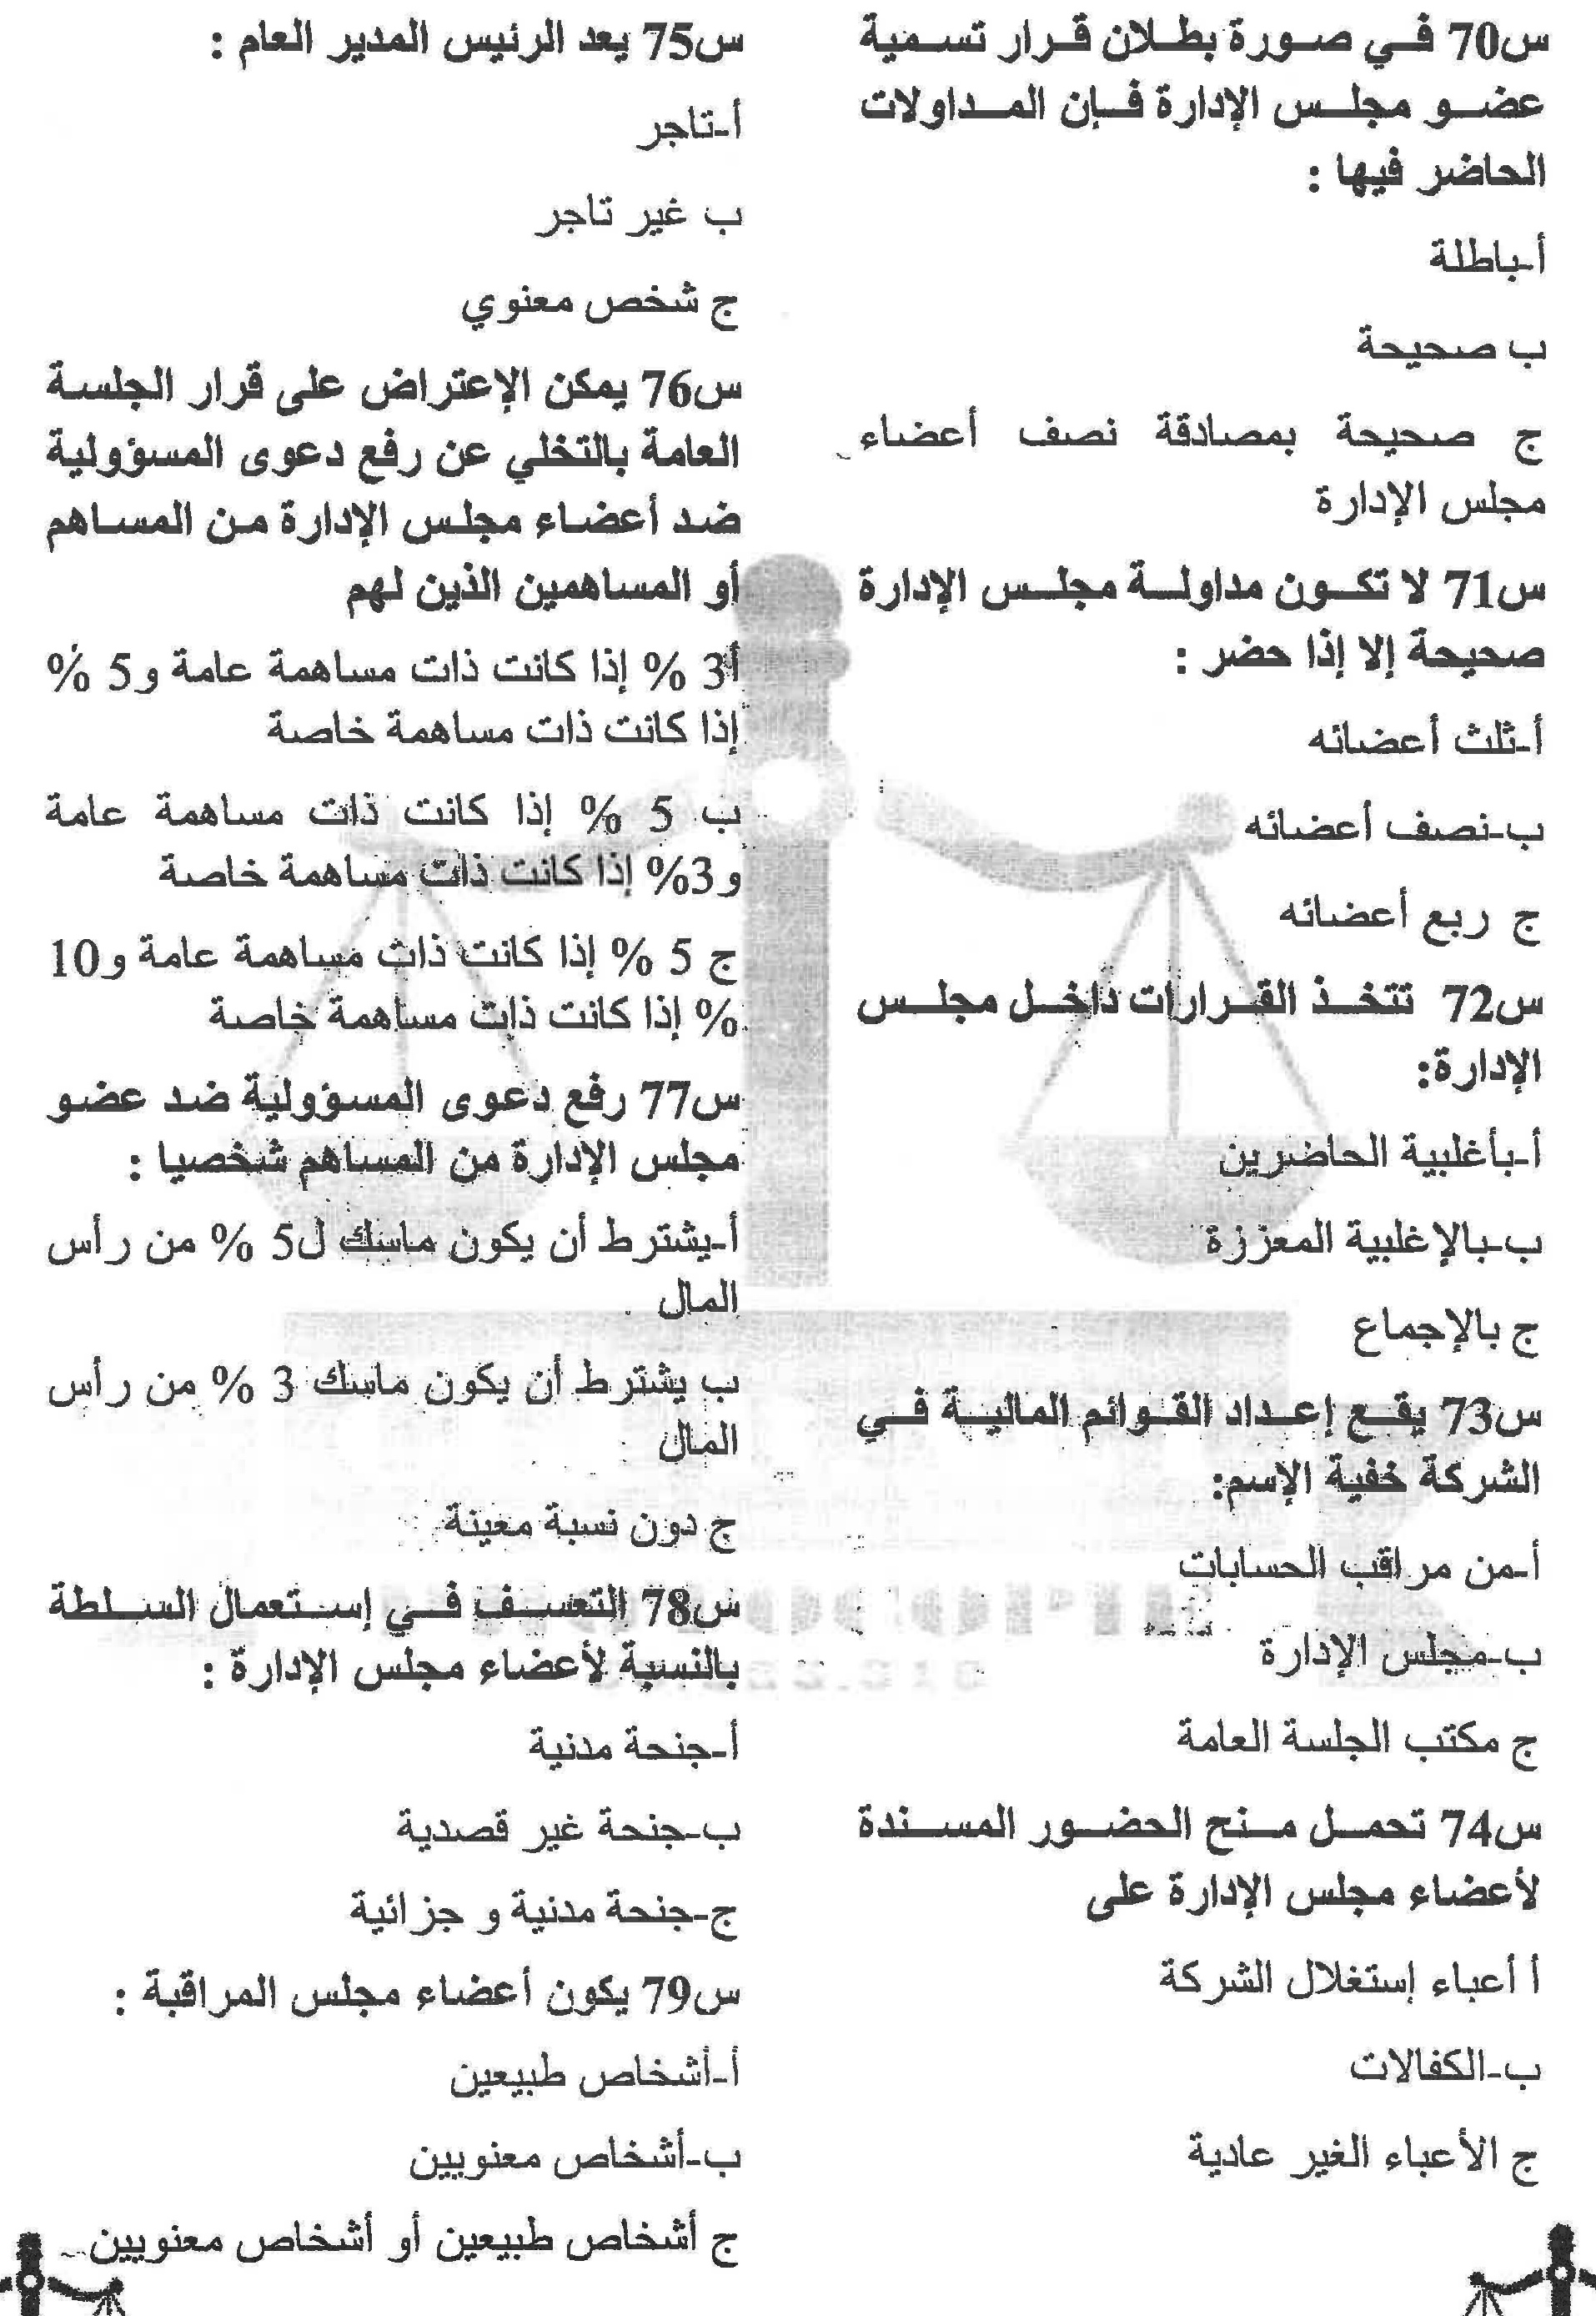 س70 في صورة بطلان قرار تسمية
عضو مجلس الإدارة فإن المداولات
الحاضر فيها :
أ-باطلة
ب صحيحة
ج صحيحة بمصادقة نصف أعضاء
مجلس الإدارة
س71 لا تكون مداولة مجلس الإدارة
صحيحة إلا إذا حضر :
أ-ثلث أعضائه
ب-نصف أعضائه
ج ربع أعضائه
س72 تتخذ القرارات داخل مجلس
الإدارة:
أ-بأغلبية الحاضرين
ب-بالإغلبية المعززة
ج بالإجماع
س73 يقع إعداد القوائم المالية في
الشركة خفية الإسم:
أ-من مراقب الحسابات
ب-مجلس الإدارة
ج مكتب الجلسة العامة
س74 تحمل منح الحضور المسندة
لأعضاء مجلس الإدارة على
أ أعباء إستغلال الشركة
ب-الكفالات
ج الأعباء الغير عادية
س75 يعد الرئيس المدير العام :
أ-تاجر
ب غير تاجر
ج شخص معنوي
س76 يمكن الإعتراض على قرار الجلسة
العامة بالتخلي عن رفع دعوى المسؤولية
ضد أعضاء مجلس الإدارة من المساهم
أو المساهمين الذين لهم
أ3 % إذا كانت ذات مساهمة عامة و5 %
إذا كانت ذات مساهمة خاصة
ب 5 % إذا كانت ذات مساهمة عامة
و3% إذا كانت ذات مساهمة خاصة
ج 5 % إذا كانت ذات مساهمة عامة و10
% إذا كانت ذات مساهمة خاصة
س77 رفع دعوى المسؤولية ضد عضو
مجلس الإدارة من المساهم شخصيا :
أ-يشترط أن يكون ماسك ل5 % من رأس
المال
ب يشترط أن يكون ماسك 3 % من رأس
المال
ج دون نسبة معينة
س78 التعسف في إستعمال السلطة
بالنسبة لأعضاء مجلس الإدارة :
أ-جنحة مدنية
ب-جنحة غير قصدية
ج-جنحة مدنية و جزائية
س79 يكون أعضاء مجلس المراقبة :
أ-أشخاص طبيعين
ب-أشخاص معنويين
ج أشخاص طبيعين أو أشخاص معنويين